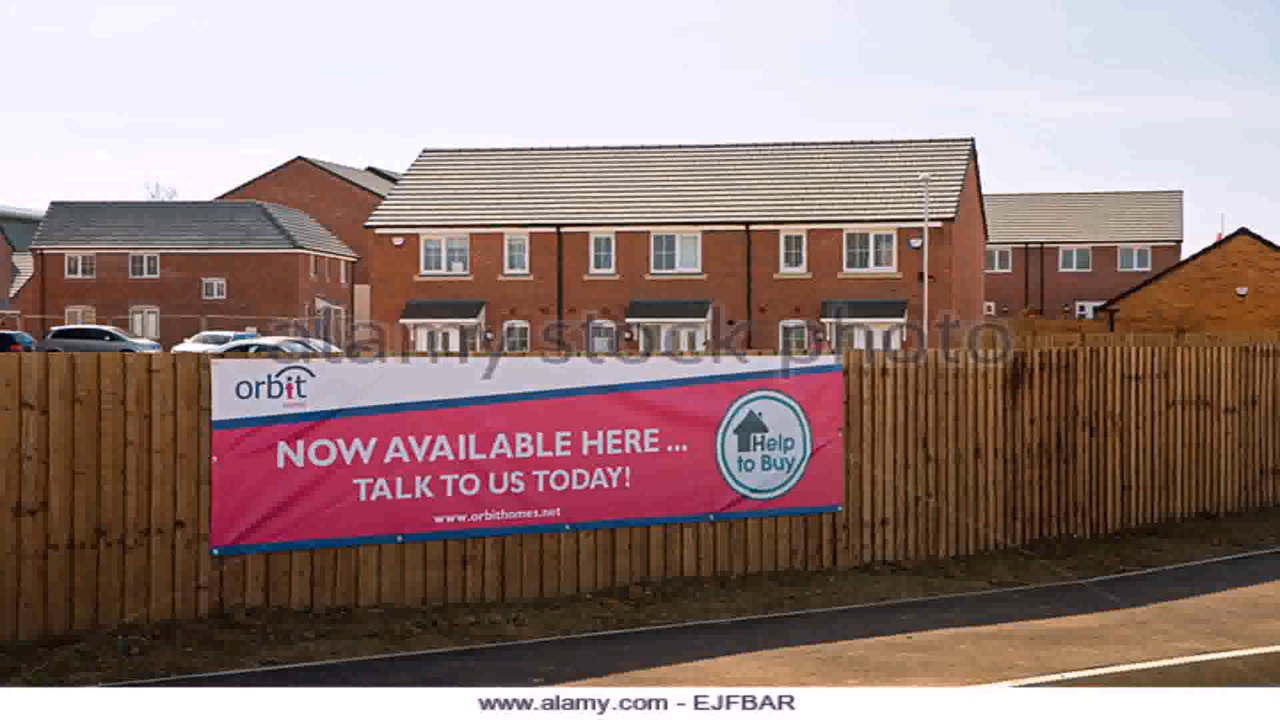 alamy stock photo
orbit
NOW AVAILABLE HERE ...
TALK TO US TODAY!
Help
to Buy
www.orbithomes.net
www.alamy.com - EJFBAR